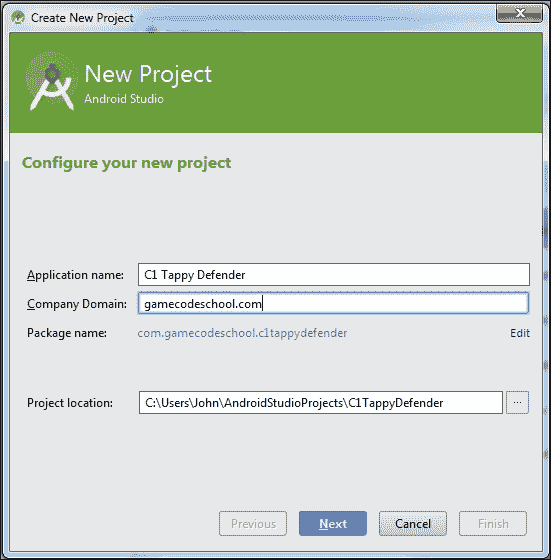 Create New Project
New Project
Android Studio
Configure your new project
Application name: C1 Tappy Defender
Company Domain: gamecodeschool.com
Package name: com.gamecodeschool.c1tappydefender Edit
Project location: C:\Users\John\AndroidStudioProjects\C1TappyDefender ...
Previous Next Cancel Finish